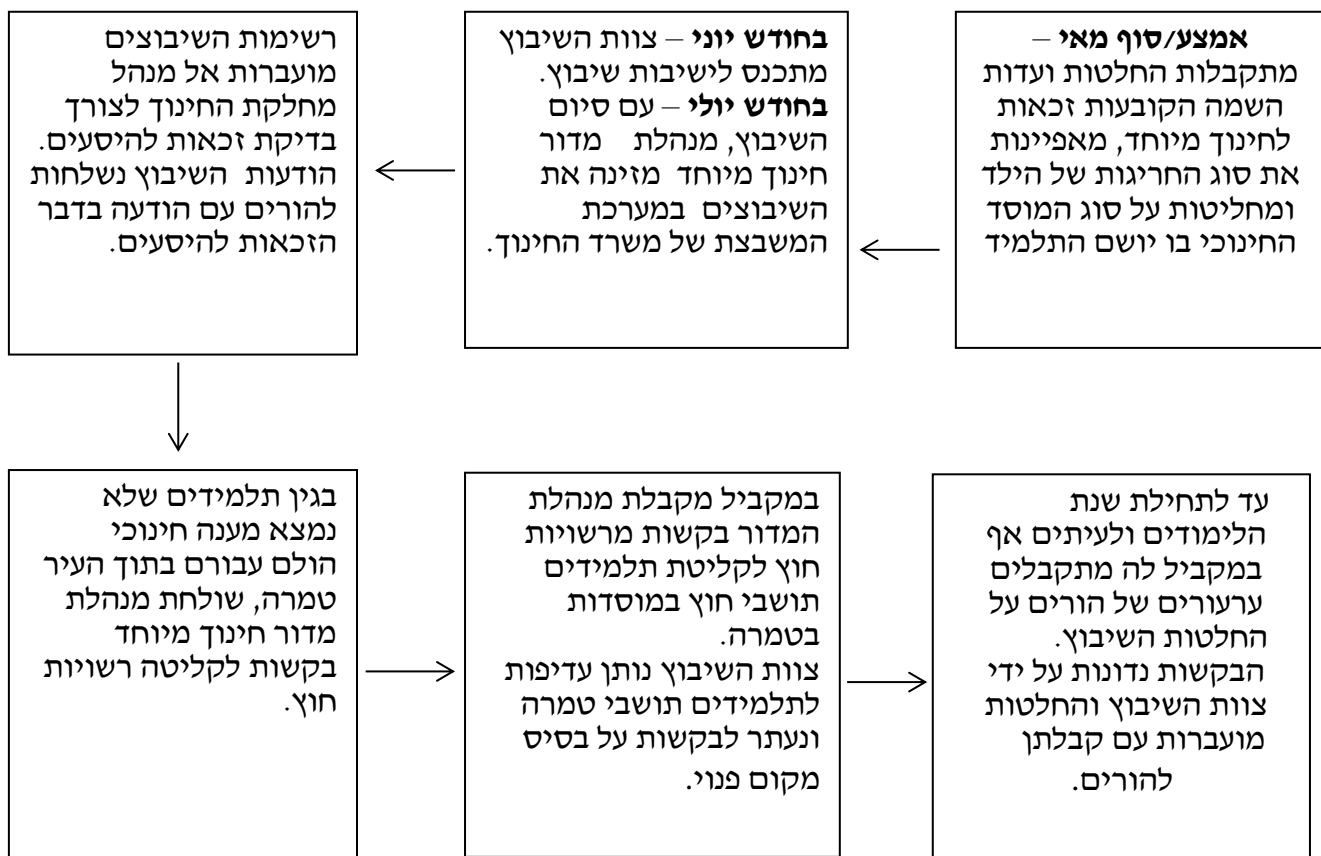 אמצע/סוף מאי –
מתקבלות החלטות ועדות
השמה הקובעות זכאות
לחינוך מיוחד, מאפיינות
את סוג החריגות של הילד
ומחליטות על סוג המוסד
החינוכי בו יושם התלמיד
בחודש יוני – צוות השיבוץ
מתכנס לישיבות שיבוץ.
בחודש יולי – עם סיום
השיבוץ, מנהלת מדור
חינוך מיוחד מזינה את
השיבוצים במערכת
המשבצת של משרד החינוך.
רשימות השיבוצים
מועברות אל מנהל
מחלקת החינוך לצורך
בדיקת זכאות להיסעים.
הודעות השיבוץ נשלחות
להורים עם הודעה בדבר
הזכאות להיסעים.
בגין תלמידים שלא
נמצא מענה חינוכי
הולם עבורם בתוך העיר
טמרה, שולחת מנהלת
מדור חינוך מיוחד
בקשות לקליטה רשויות
חוץ.
במקביל מקבלת מנהלת
המדור בקשות מרשויות
חוץ לקליטת תלמידים
תושבי חוץ במוסדות
בטמרה.
צוות השיבוץ נותן עדיפות
לתלמידים תושבי טמרה
ונעתר לבקשות על בסיס
מקום פנוי.
עד לתחילת שנת
הלימודים ולעיתים אף
במקביל לה מתקבלים
ערעורים של הורים על
החלטות השיבוץ.
הבקשות נדונות על ידי
צוות השיבוץ והחלטות
מועברות עם קבלתן
להורים.